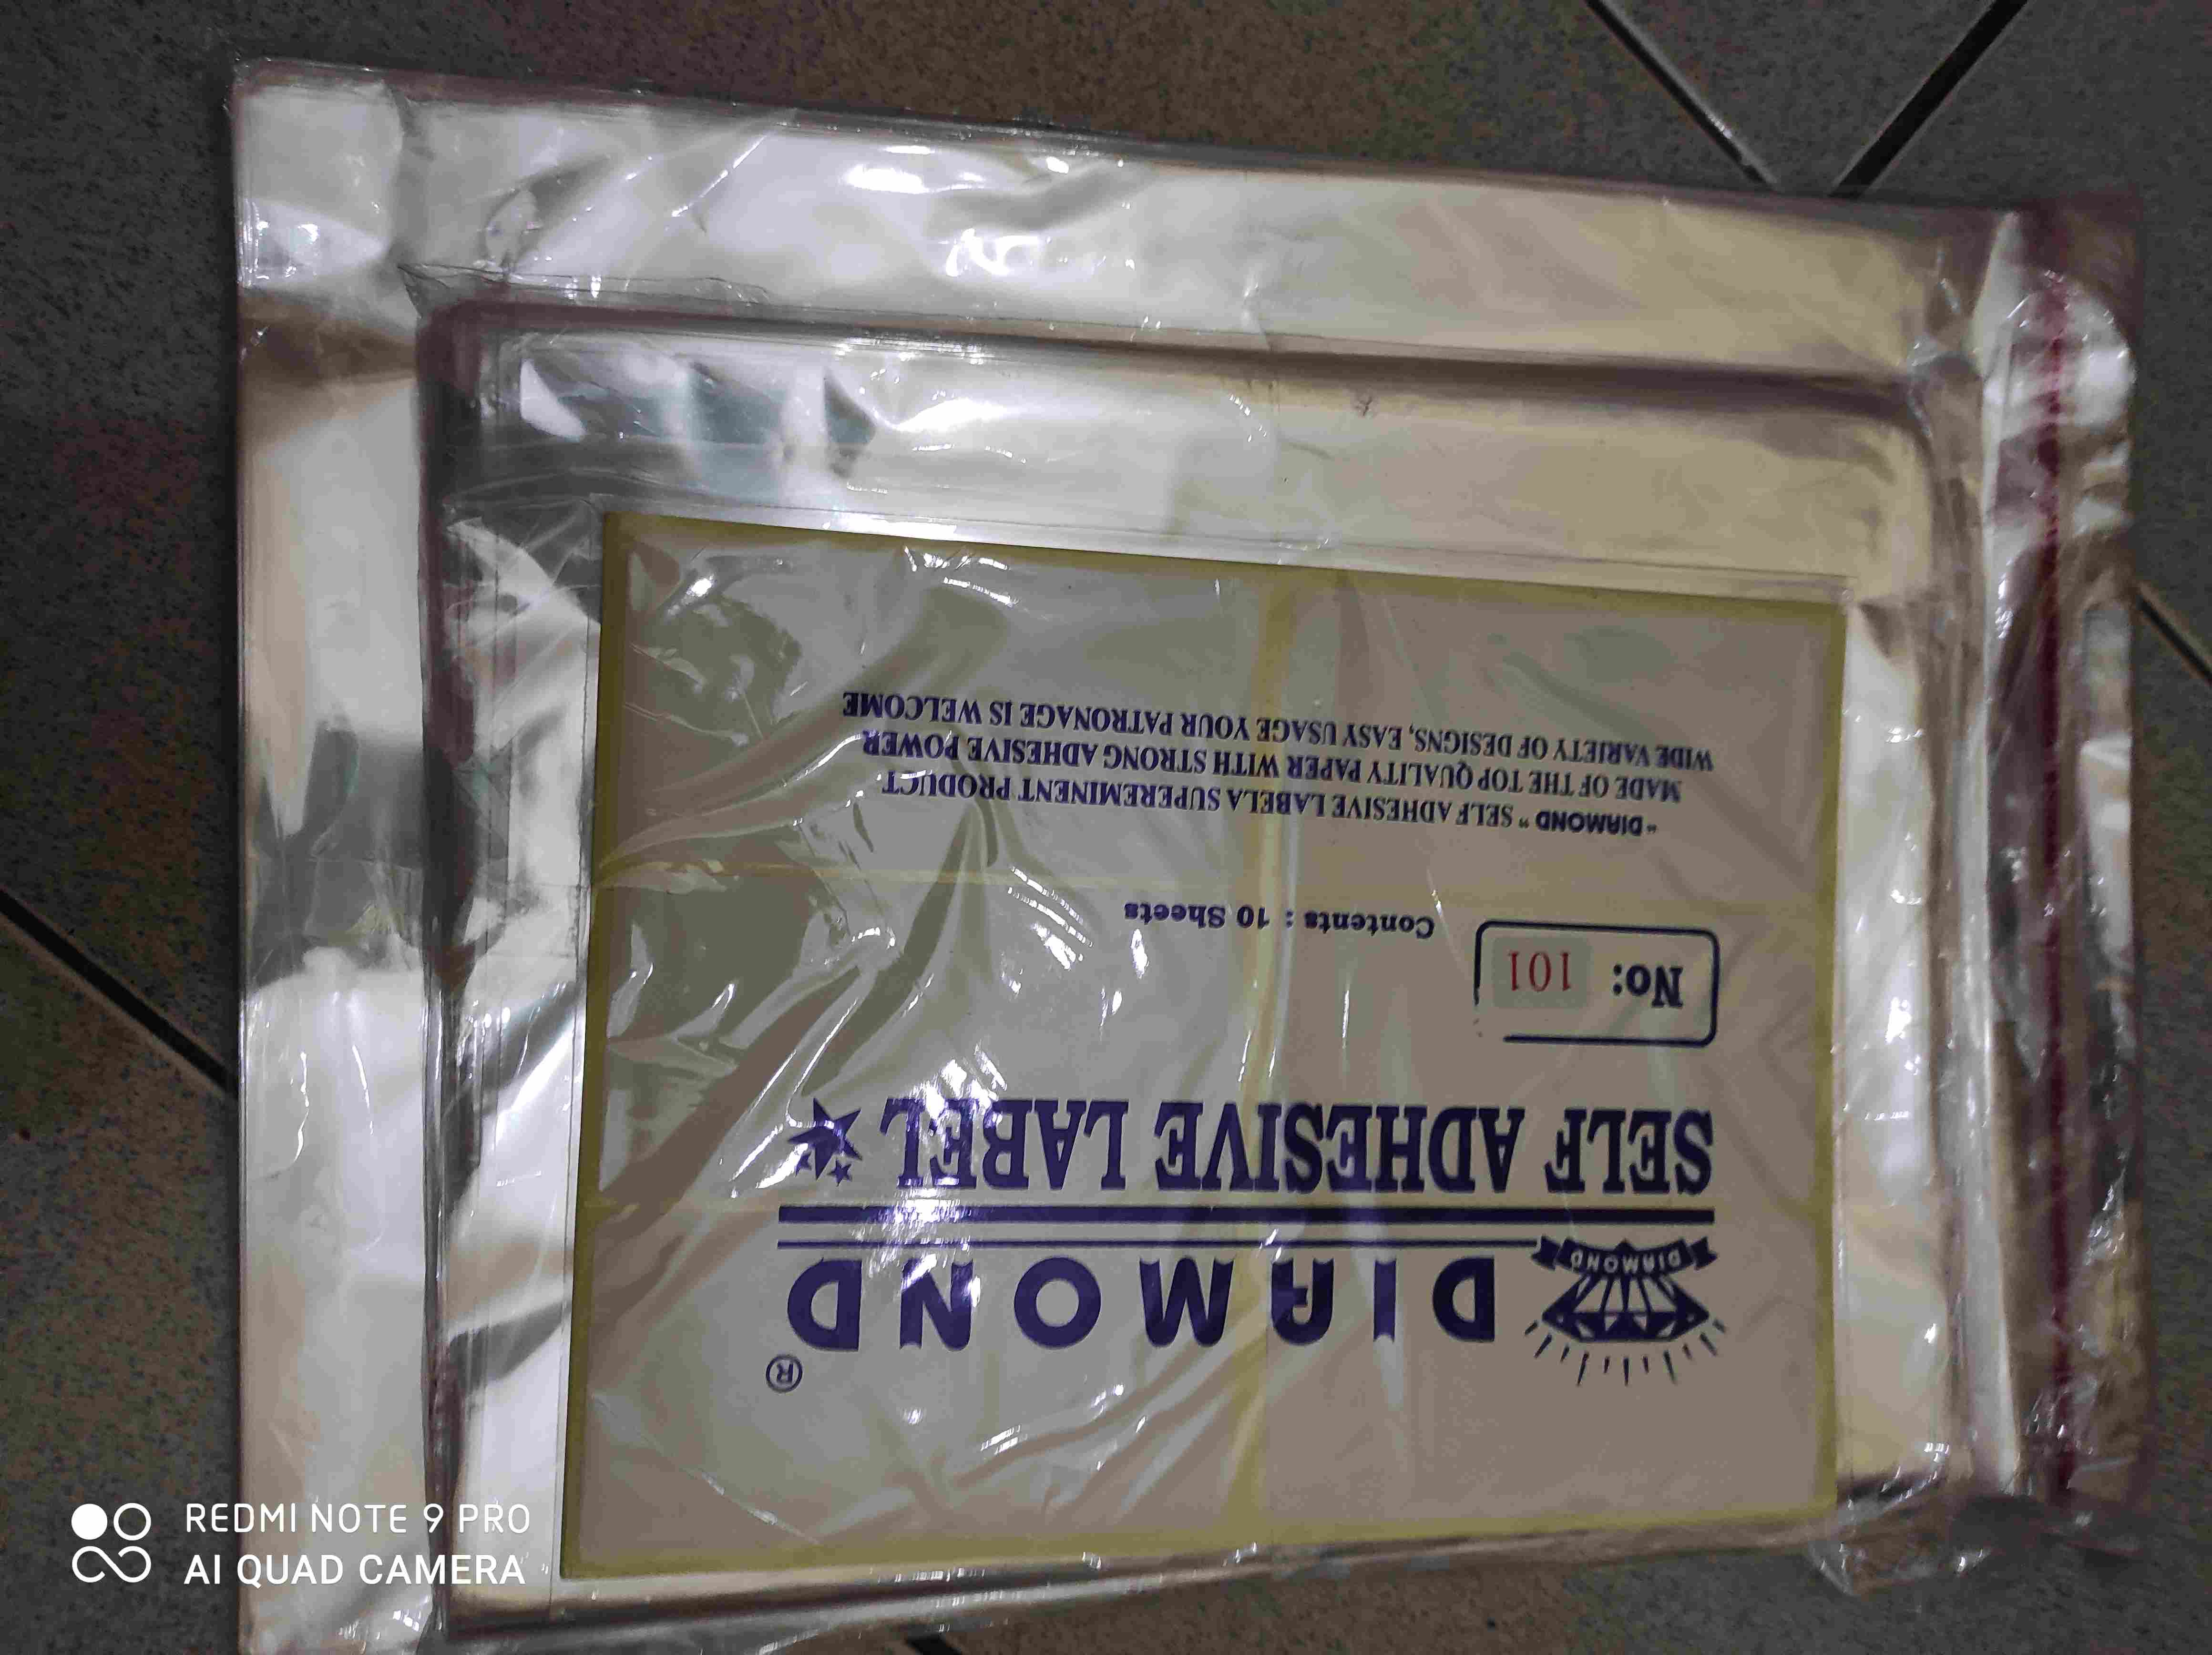 DIAMOND ®
DIAMOND
SELF ADHESIVE LABEL
No: 101
Contents : 10 Sheets
"DIAMOND" SELF ADHESIVE LABELA SUPEREMINENT PRODUCT
MADE OF THE TOP QUALITY PAPER WITH STRONG ADHESIVE POWER
WIDE VARIETY OF DESIGNS, EASY USAGE YOUR PATRONAGE IS WELCOME
REDMI NOTE 9 PRO
AI QUAD CAMERA